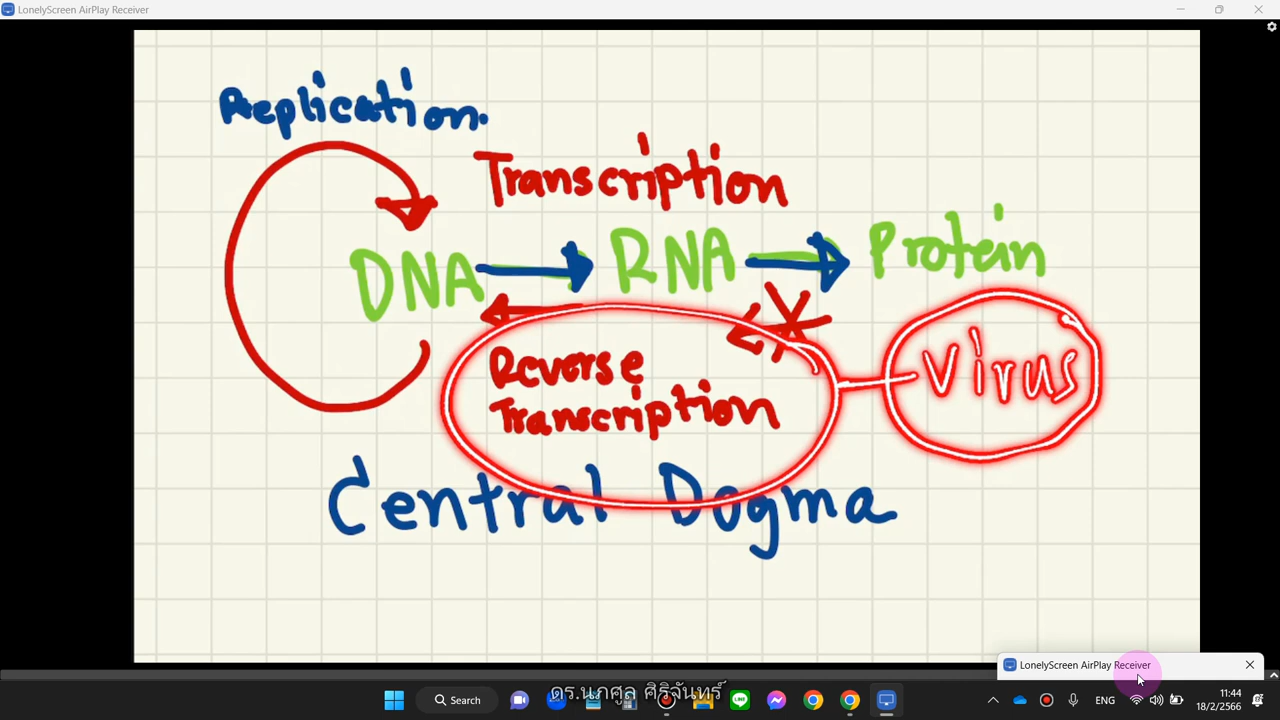 LonelyScreen AirPlay Receiver
Replication.
Transcription
DNA RNA Protein
Reverse
Transcription
Virus
Central Dogma
LonelyScreen AirPlay Receiver
Search
ดร.นภศล ศิริจันทร์
ENG
11:44
18/2/2566